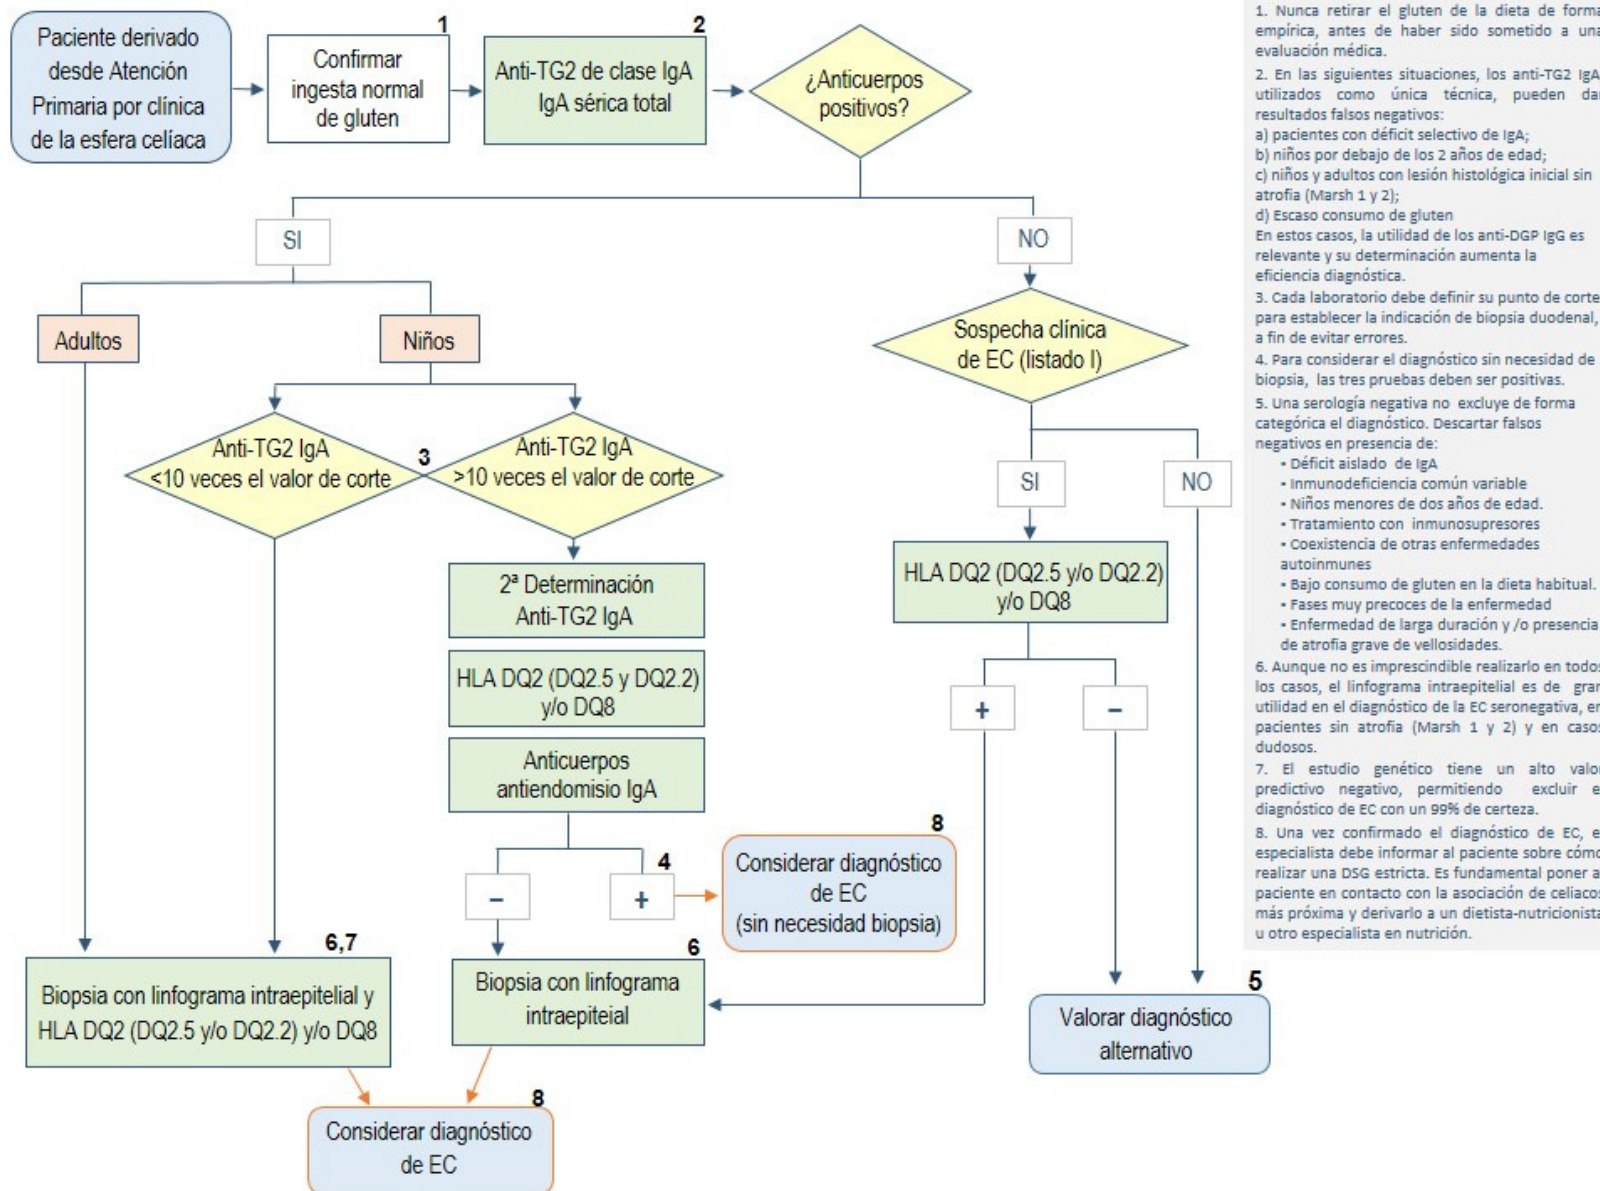 Paciente derivado
desde Atención
Primaria por clínica
de la esfera celíaca
1
Confirmar
ingesta normal
de gluten
2
Anti-TG2 de clase IgA
IgA sérica total
¿Anticuerpos
positivos?
SI
NO
Adultos
Niños
Sospecha clínica
de EC (listado I)
Anti-TG2 IgA
<10 veces el valor de corte
3
Anti-TG2 IgA
>10 veces el valor de corte
SI
NO
2ª Determinación
Anti-TG2 IgA
HLA DQ2 (DQ2.5 y/o DQ2.2)
y/o DQ8
HLA DQ2 (DQ2.5 y DQ2.2)
y/o DQ8
+
−
Anticuerpos
antiendomisio IgA
−
4
+
8
Considerar diagnóstico
de EC
(sin necesidad biopsia)
6,7
Biopsia con linfograma intraepitelial y
HLA DQ2 (DQ2.5 y/o DQ2.2) y/o DQ8
6
Biopsia con linfograma
intraepiteial
5
Valorar diagnóstico
alternativo
8
Considerar diagnóstico
de EC
1. Nunca retirar el gluten de la dieta de forma
empírica, antes de haber sido sometido a una
evaluación médica.
2. En las siguientes situaciones, los anti-TG2 IgA
utilizados como única técnica, pueden dar
resultados falsos negativos:
a) pacientes con déficit selectivo de IgA;
b) niños por debajo de los 2 años de edad;
c) niños y adultos con lesión histológica inicial sin
atrofia (Marsh 1 y 2);
d) Escaso consumo de gluten
En estos casos, la utilidad de los anti-DGP IgG es
relevante y su determinación aumenta la
eficiencia diagnóstica.
3. Cada laboratorio debe definir su punto de corte
para establecer la indicación de biopsia duodenal,
a fin de evitar errores.
4. Para considerar el diagnóstico sin necesidad de
biopsia, las tres pruebas deben ser positivas.
5. Una serología negativa no excluye de forma
categórica el diagnóstico. Descartar falsos
negativos en presencia de:
▪ Déficit aislado de IgA
▪ Inmunodeficiencia común variable
▪ Niños menores de dos años de edad.
▪ Tratamiento con inmunosupresores
▪ Coexistencia de otras enfermedades
autoinmunes
▪ Bajo consumo de gluten en la dieta habitual.
▪ Fases muy precoces de la enfermedad
▪ Enfermedad de larga duración y /o presencia
de atrofia grave de vellosidades.
6. Aunque no es imprescindible realizarlo en todos
los casos, el linfograma intraepitelial es de gran
utilidad en el diagnóstico de la EC seronegativa, en
pacientes sin atrofia (Marsh 1 y 2) y en casos
dudosos.
7. El estudio genético tiene un alto valor
predictivo negativo, permitiendo excluir el
diagnóstico de EC con un 99% de certeza.
8. Una vez confirmado el diagnóstico de EC, el
especialista debe informar al paciente sobre cómo
realizar una DSG estricta. Es fundamental poner al
paciente en contacto con la asociación de celiacos
más próxima y derivarlo a un dietista-nutricionista
u otro especialista en nutrición.